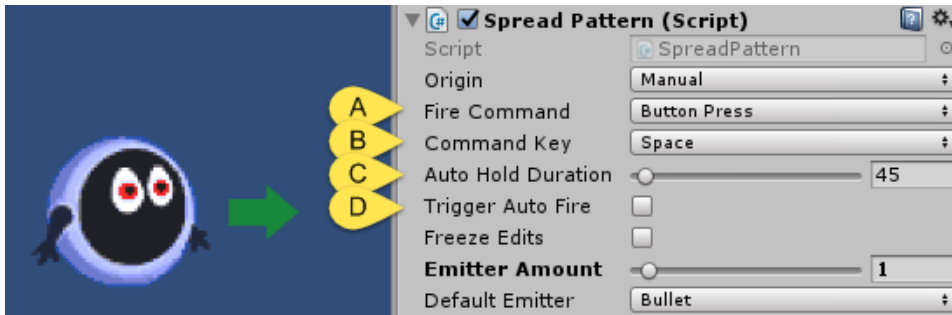 Spread Pattern (Script)
Script SpreadPattern
Origin Manual
A Fire Command Button Press
B Command Key Space
C Auto Hold Duration 45
D Trigger Auto Fire
Freeze Edits
Emitter Amount 1
Default Emitter Bullet